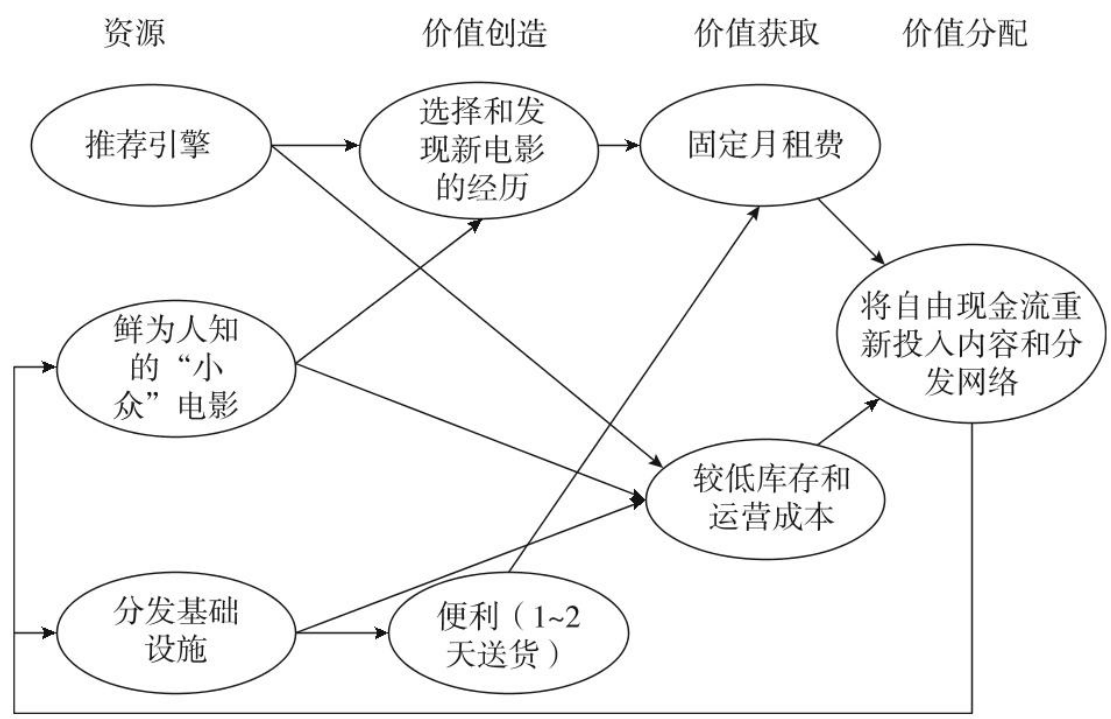 资源
价值创造
价值获取
价值分配
推荐引擎
选择和发
现新电影
的经历
固定月租费
将自由现金流重
新投入内容和分
发网络
鲜为人知
的“小
众”电影
较低库存和
运营成本
分发基础
设施
便利（1~2
天送货）